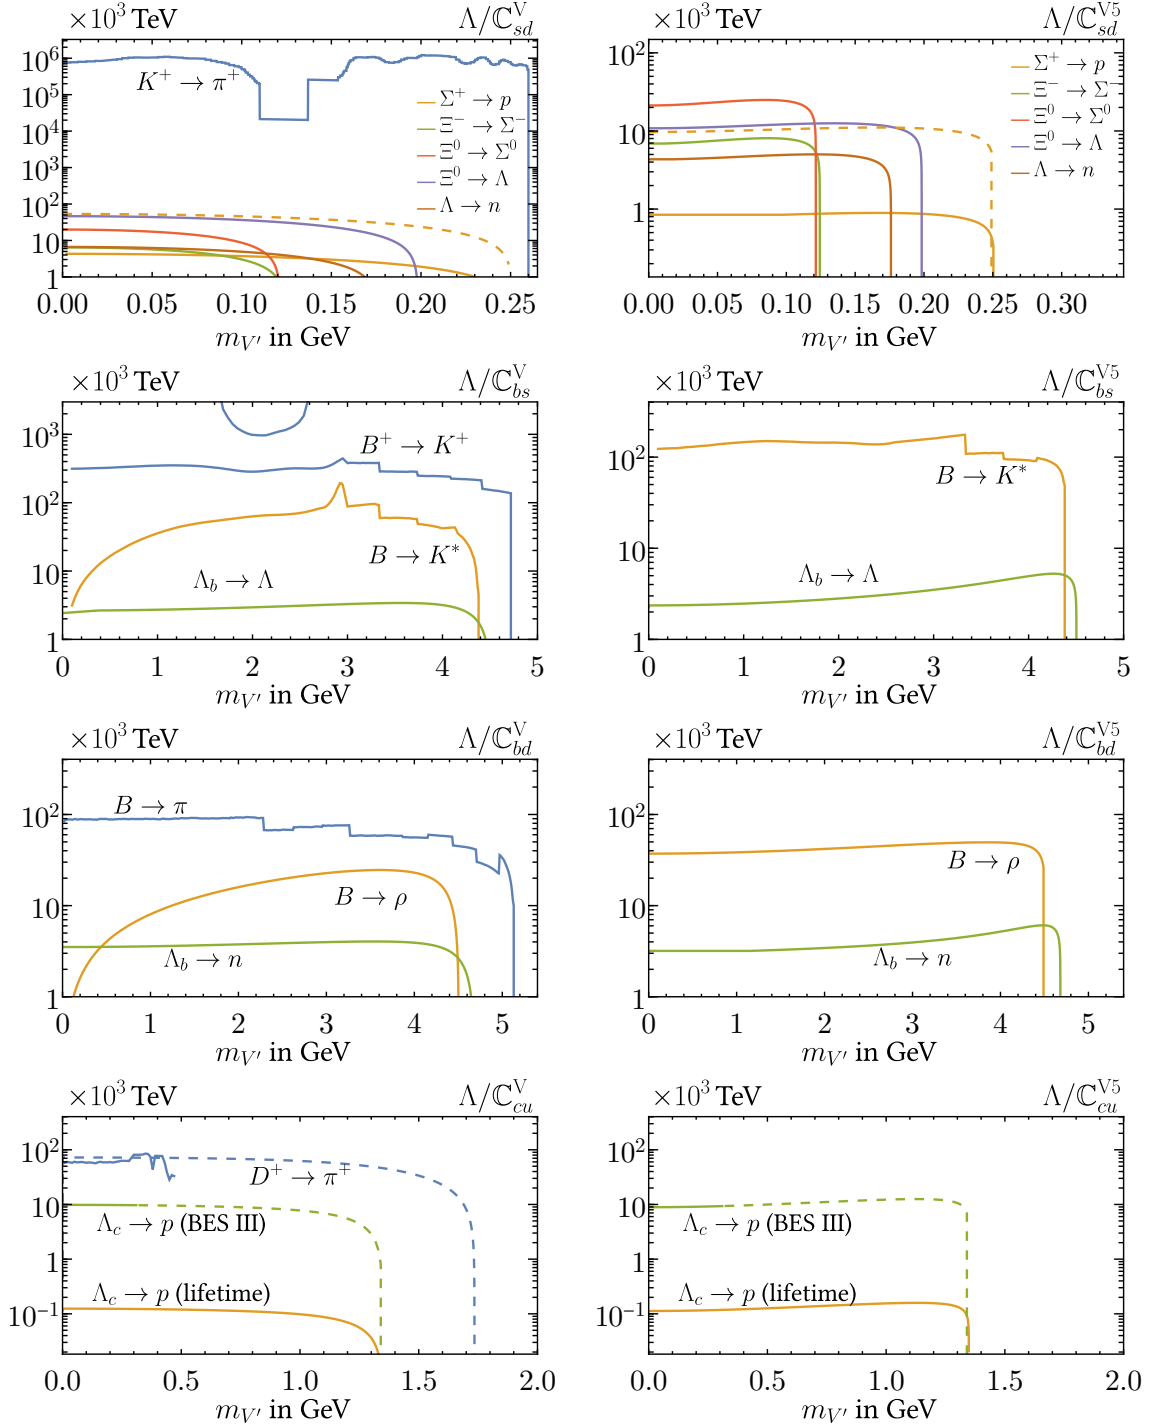 ×10³ TeV Λ/ℂ^V_sd
10⁶
10⁵
10⁴
10³
10²
10
1
K⁺ → π⁺
Σ⁺ → p
Ξ⁻ → Σ⁻
Ξ⁰ → Σ⁰
Ξ⁰ → Λ
Λ → n
0.00 0.05 0.10 0.15 0.20 0.25
m_V′ in GeV
×10³ TeV Λ/ℂ^V5_sd
10²
10
1
Σ⁺ → p
Ξ⁻ → Σ⁻
Ξ⁰ → Σ⁰
Ξ⁰ → Λ
Λ → n
0.00 0.05 0.10 0.15 0.20 0.25 0.30
m_V′ in GeV
×10³ TeV Λ/ℂ^V_bs
10³
10²
10
1
B⁺ → K⁺
B → K*
Λ_b → Λ
0 1 2 3 4 5
m_V′ in GeV
×10³ TeV Λ/ℂ^V5_bs
10²
10
1
B → K*
Λ_b → Λ
0 1 2 3 4 5
m_V′ in GeV
×10³ TeV Λ/ℂ^V_bd
10²
10
1
B → π
B → ρ
Λ_b → n
0 1 2 3 4 5
m_V′ in GeV
×10³ TeV Λ/ℂ^V5_bd
10²
10
1
B → ρ
Λ_b → n
0 1 2 3 4 5
m_V′ in GeV
×10³ TeV Λ/ℂ^V_cu
10²
10
1
10⁻¹
D⁺ → π⁺
Λ_c → p (BES III)
Λ_c → p (lifetime)
0.0 0.5 1.0 1.5 2.0
m_V′ in GeV
×10³ TeV Λ/ℂ^V5_cu
10²
10
1
10⁻¹
Λ_c → p (BES III)
Λ_c → p (lifetime)
0.0 0.5 1.0 1.5 2.0
m_V′ in GeV